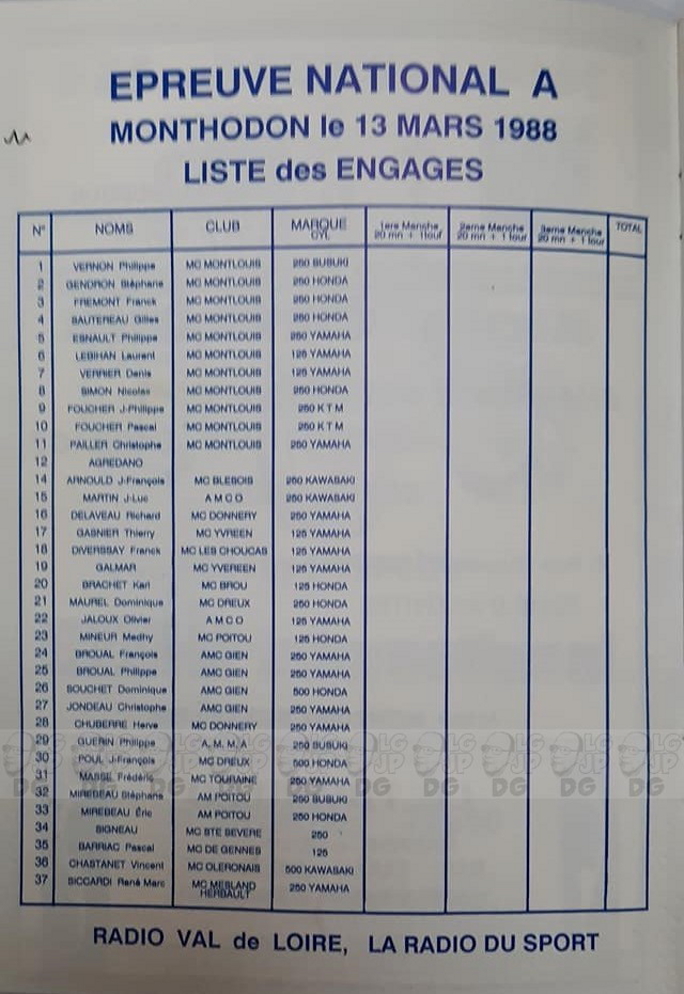 EPREUVE NATIONAL A
MONTHODON le 13 MARS 1988
LISTE des ENGAGES
N° NOMS CLUB MARQUE CYL. 1ere Manche 20 mn + 1 tour 2eme Manche 20 mn + 1 tour 3eme Manche 20 mn + 1 tour TOTAL
1 VERNON Philippe MC MONTLOUIS 250 SUSUKI
2 GENDRON Stéphane MC MONTLOUIS 250 HONDA
3 FREMONT Franck MC MONTLOUIS 250 HONDA
4 SAUTEREAU Gilles MC MONTLOUIS 250 HONDA
5 ESNAULT Philippe MC MONTLOUIS 250 YAMAHA
6 LEBIHAN Laurent MC MONTLOUIS 125 YAMAHA
7 VERRIER Denis MC MONTLOUIS 125 YAMAHA
8 SIMON Nicolas MC MONTLOUIS 250 HONDA
9 FOUCHER J-Philippe MC MONTLOUIS 250 K T M
10 FOUCHER Pascal MC MONTLOUIS 250 K T M
11 PAILLER Christophe MC MONTLOUIS 250 YAMAHA
12 AGREDANO
14 ARNOULD J-François MC BLESOIS 250 KAWASAKI
15 MARTIN J-Luc A M C O 250 KAWASAKI
16 DELAVEAU Richard MC DONNERY 250 YAMAHA
17 GASNIER Thierry MC YVREEN 125 YAMAHA
18 DIVERSSAY Franck MC LES CHOUCAS 125 YAMAHA
19 GALMAR MC YVEREEN 125 YAMAHA
20 BRACHET Karl MC BROU 125 HONDA
21 MAUREL Dominique MC DREUX 250 HONDA
22 JALOUX Olivier A M C O 125 YAMAHA
23 MINEUR Medhy MC POITOU 125 HONDA
24 BROUAL François AMC GIEN 250 YAMAHA
25 BROUAL Philippe AMC GIEN 250 YAMAHA
26 BOUCHET Dominique AMC GIEN 500 HONDA
27 JONDEAU Christophe AMC GIEN 250 YAMAHA
28 CHUBERRE Herve MC DONNERY 250 YAMAHA
29 GUERIN Philippe A. M. M. A 250 SUSUKI
30 POUL J-François MC DREUX 500 HONDA
31 MASSE Frédéric MC TOURAINE 250 YAMAHA
32 MIREBEAU Stéphane AM POITOU 250 SUSUKI
33 MIREBEAU Éric AM POITOU 250 HONDA
34 SIGNEAU MC STE SEVERE 250
35 BARRIAC Pascal MC DE GENNES 125
36 CHASTANET Vincent MC OLERONAIS 500 KAWASAKI
37 SICCARDI René Marc MC MESLAND HERBAULT 250 YAMAHA
RADIO VAL de LOIRE, LA RADIO DU SPORT